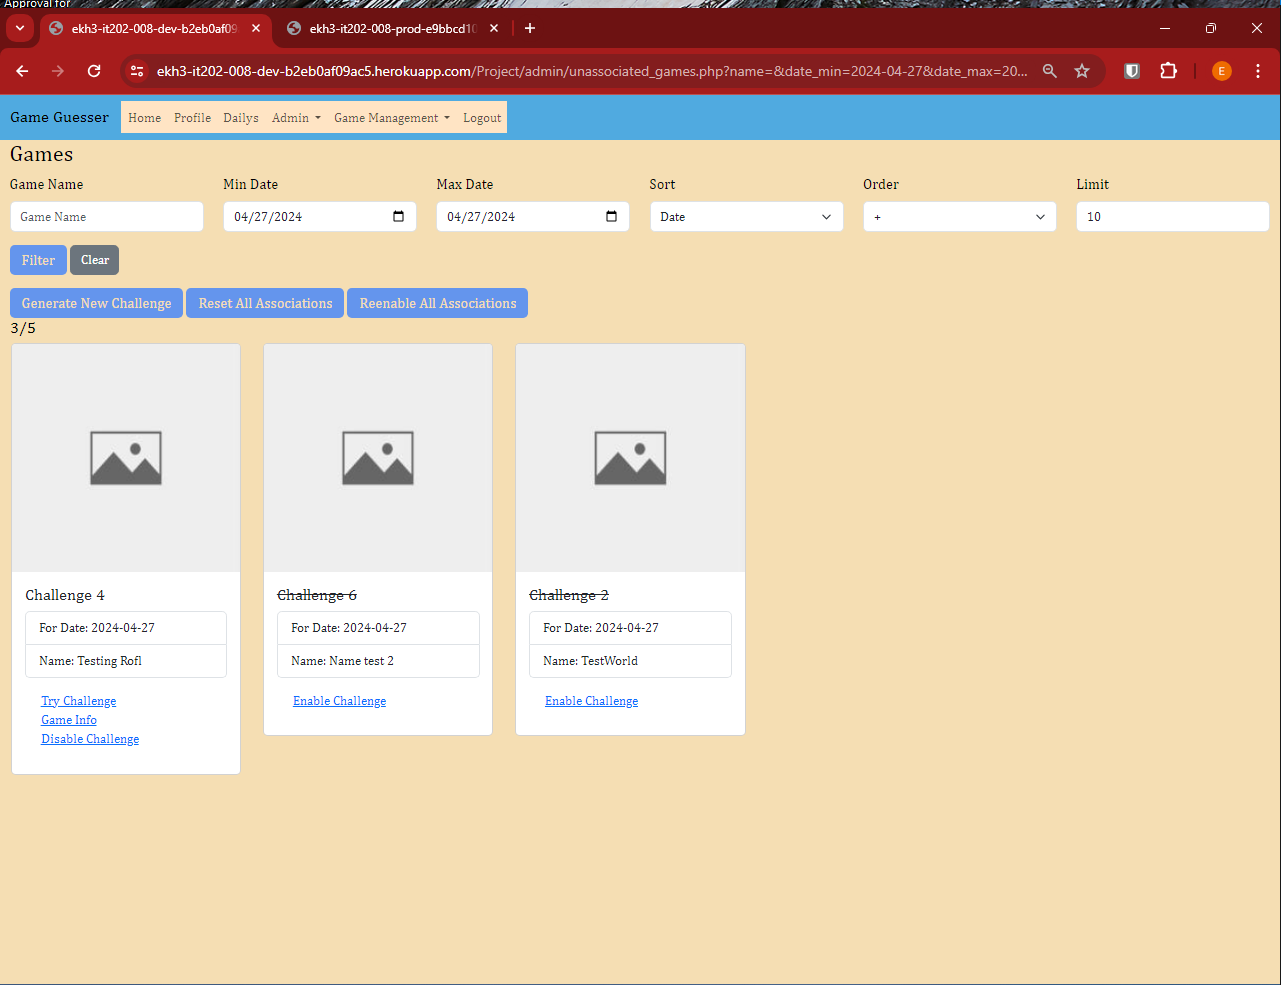 Approval for
ekh3-it202-008-dev-b2eb0af09
ekh3-it202-008-prod-e9bbcd10
ekh3-it202-008-dev-b2eb0af09ac5.herokuapp.com/Project/admin/unassociated_games.php?name=&date_min=2024-04-27&date_max=20...
E
Game Guesser Home Profile Dailys Admin Game Management Logout
Games
Game Name Min Date Max Date Sort Order Limit
Game Name 04/27/2024 04/27/2024 Date + 10
Filter Clear
Generate New Challenge Reset All Associations Reenable All Associations
3/5
Challenge 4
For Date: 2024-04-27
Name: Testing Rofl
Try Challenge
Game Info
Disable Challenge
Challenge 6
For Date: 2024-04-27
Name: Name test 2
Enable Challenge
Challenge 2
For Date: 2024-04-27
Name: TestWorld
Enable Challenge